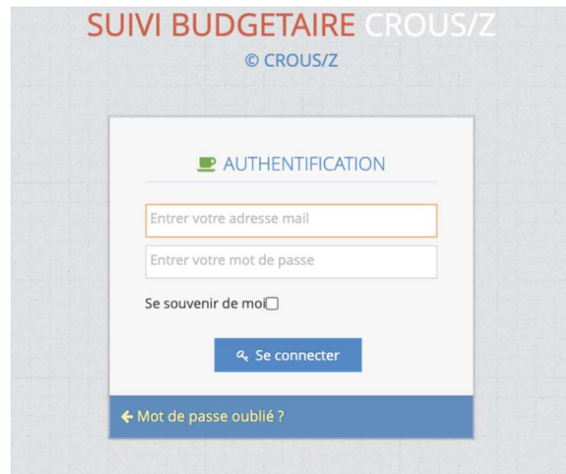 SUIVI BUDGETAIRE CROUS/Z
© CROUS/Z
AUTHENTIFICATION
Entrer votre adresse mail
Entrer votre mot de passe
Se souvenir de moi
Se connecter
Mot de passe oublié ?